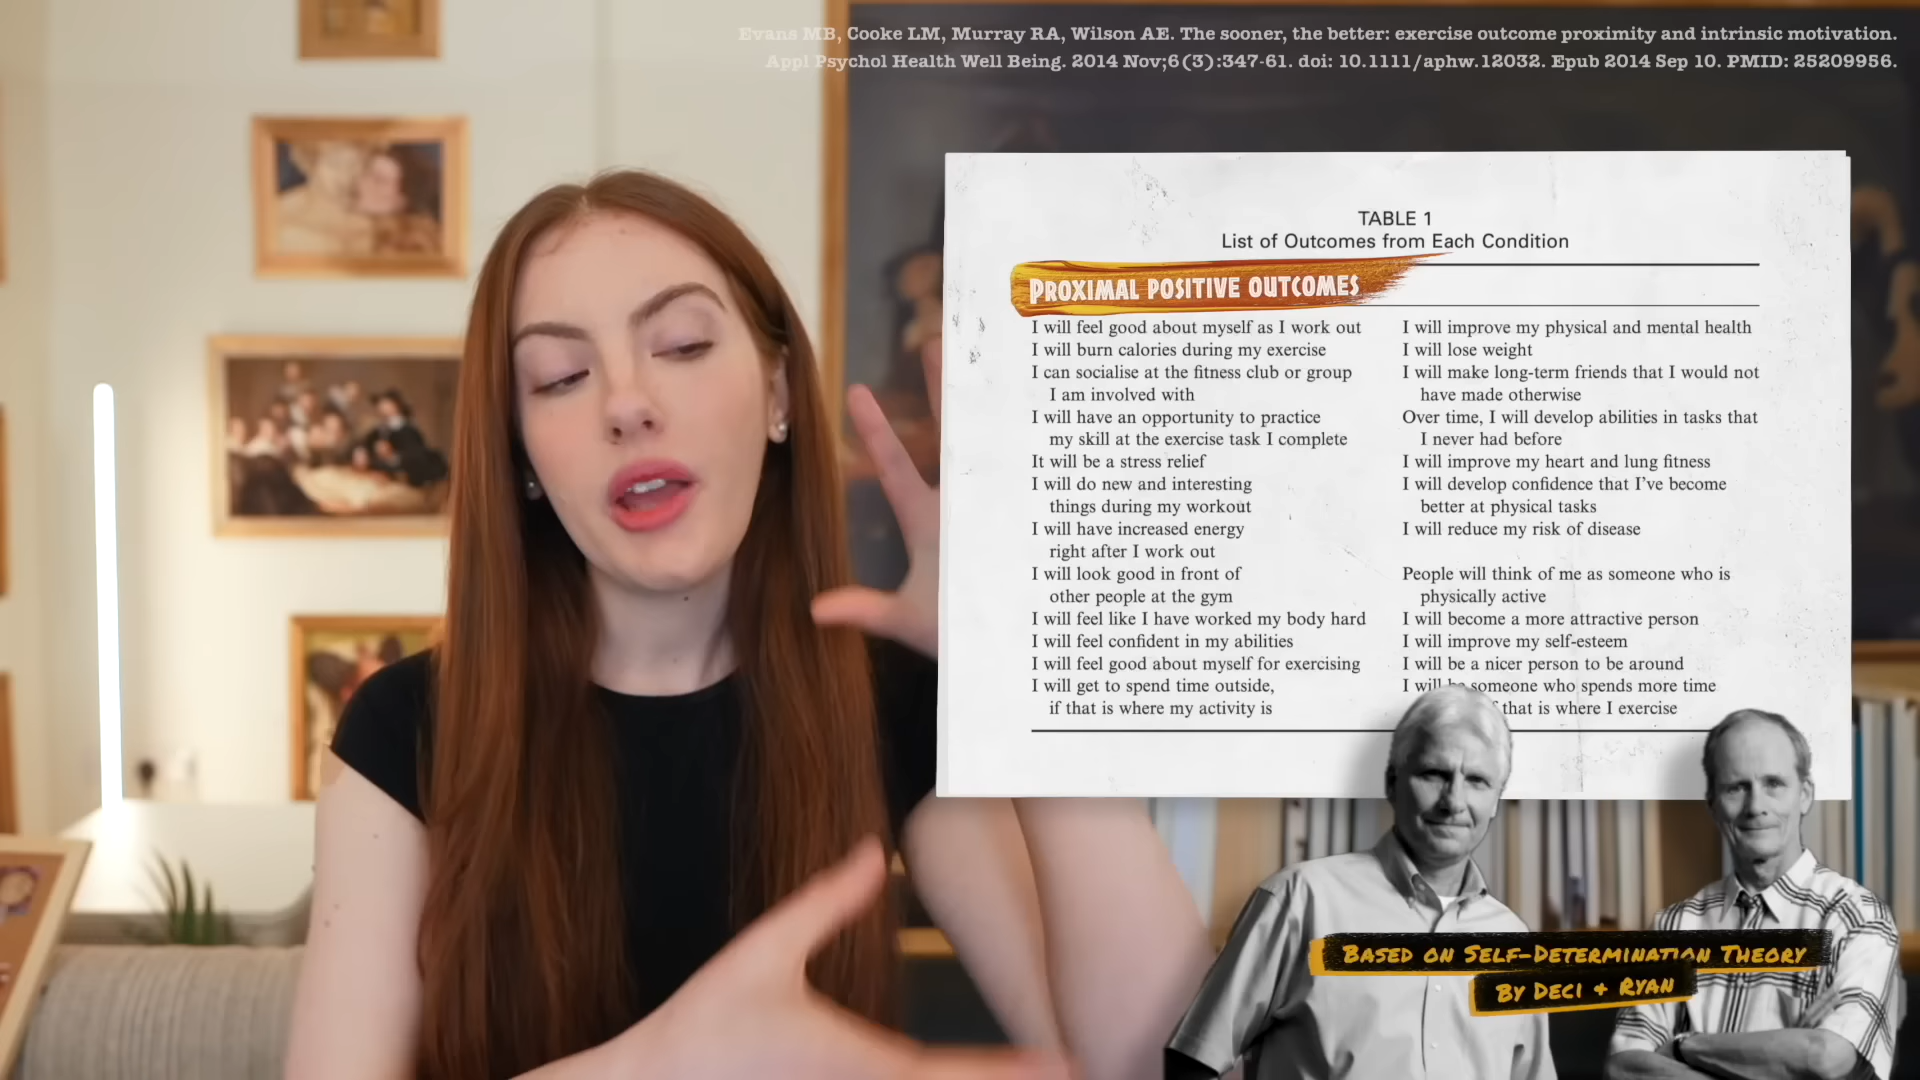 Evans MB, Cooke LM, Murray RA, Wilson AE. The sooner, the better: exercise outcome proximity and intrinsic motivation.
Appl Psychol Health Well Being. 2014 Nov;6(3):347-61. doi: 10.1111/aphw.12032. Epub 2014 Sep 10. PMID: 25209956.
TABLE 1
List of Outcomes from Each Condition
PROXIMAL POSITIVE OUTCOMES
I will feel good about myself as I work out
I will burn calories during my exercise
I can socialise at the fitness club or group
I am involved with
I will have an opportunity to practice
my skill at the exercise task I complete
It will be a stress relief
I will do new and interesting
things during my workout
I will have increased energy
right after I work out
I will look good in front of
other people at the gym
I will feel like I have worked my body hard
I will feel confident in my abilities
I will feel good about myself for exercising
I will get to spend time outside,
if that is where my activity is
I will improve my physical and mental health
I will lose weight
I will make long-term friends that I would not
have made otherwise
Over time, I will develop abilities in tasks that
I never had before
I will improve my heart and lung fitness
I will develop confidence that I've become
better at physical tasks
I will reduce my risk of disease
People will think of me as someone who is
physically active
I will become a more attractive person
I will improve my self-esteem
I will be a nicer person to be around
I will be someone who spends more time
that is where I exercise
BASED ON SELF-DETERMINATION THEORY
BY DECI + RYAN